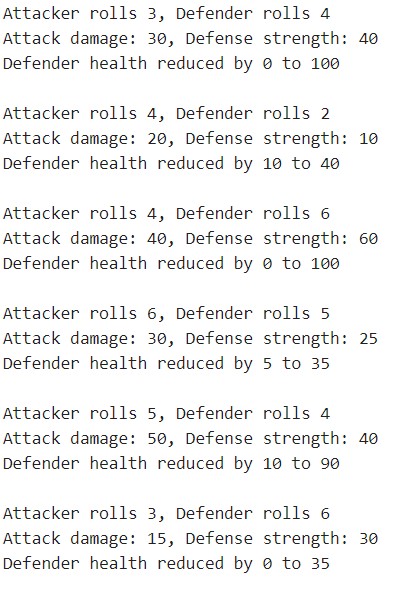 Attacker rolls 3, Defender rolls 4
Attack damage: 30, Defense strength: 40
Defender health reduced by 0 to 100
Attacker rolls 4, Defender rolls 2
Attack damage: 20, Defense strength: 10
Defender health reduced by 10 to 40
Attacker rolls 4, Defender rolls 6
Attack damage: 40, Defense strength: 60
Defender health reduced by 0 to 100
Attacker rolls 6, Defender rolls 5
Attack damage: 30, Defense strength: 25
Defender health reduced by 5 to 35
Attacker rolls 5, Defender rolls 4
Attack damage: 50, Defense strength: 40
Defender health reduced by 10 to 90
Attacker rolls 3, Defender rolls 6
Attack damage: 15, Defense strength: 30
Defender health reduced by 0 to 35